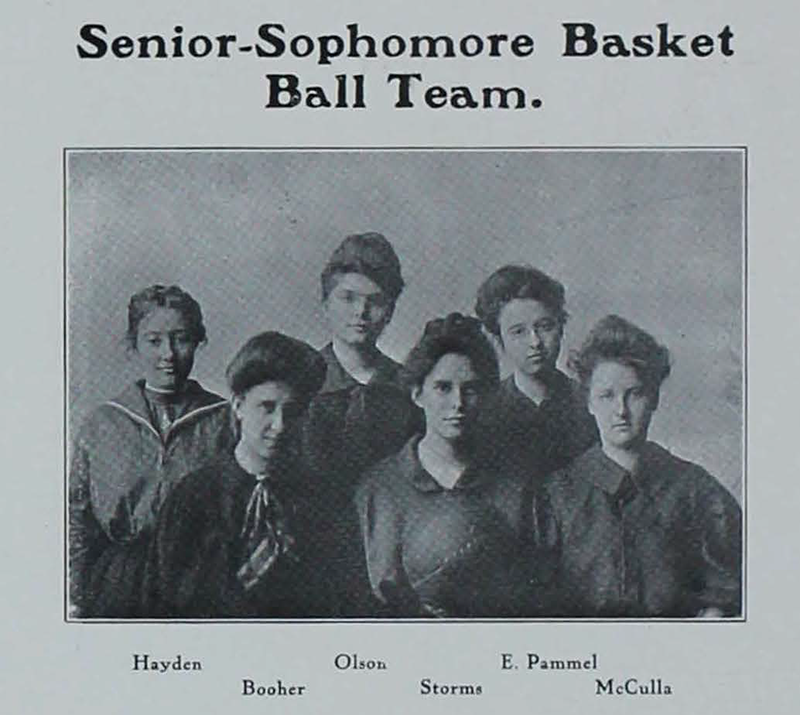 Senior-Sophomore Basket
Ball Team.
Hayden Olson E. Pammel
Booher Storms McCulla